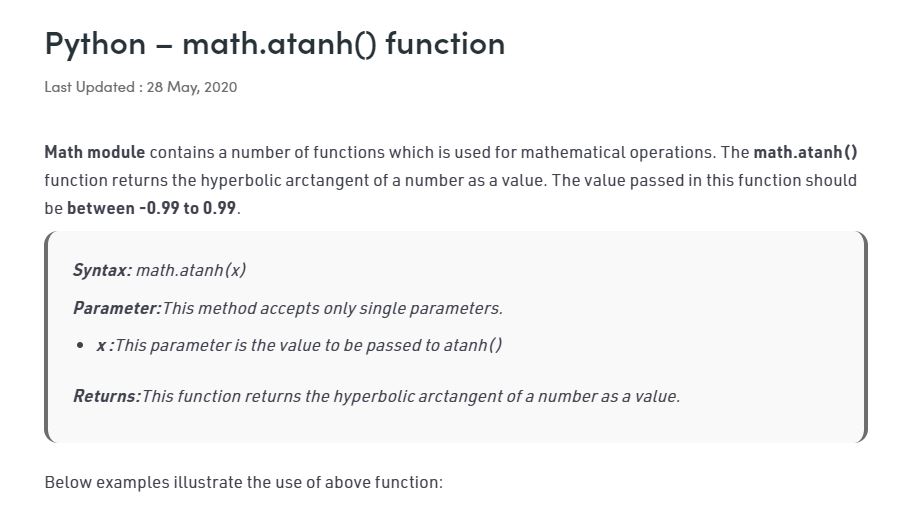 Python – math.atanh() function
Last Updated : 28 May, 2020
Math module contains a number of functions which is used for mathematical operations. The math.atanh()
function returns the hyperbolic arctangent of a number as a value. The value passed in this function should
be between -0.99 to 0.99.
Syntax: math.atanh(x)
Parameter:This method accepts only single parameters.
• x :This parameter is the value to be passed to atanh()
Returns:This function returns the hyperbolic arctangent of a number as a value.
Below examples illustrate the use of above function: